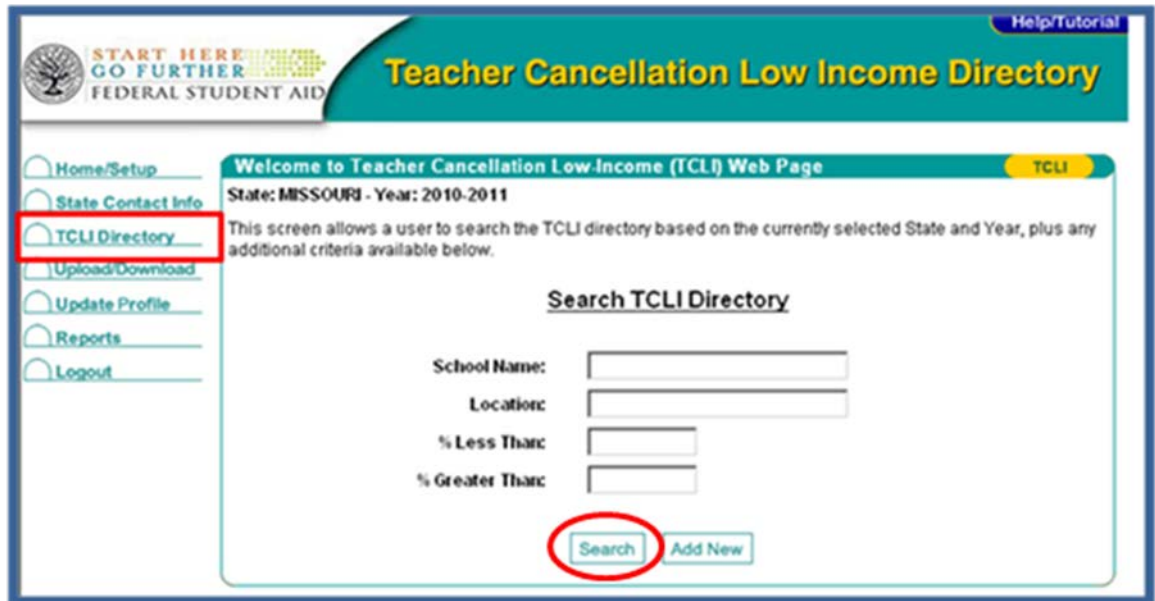 Help/Tutorial
START HERE
GO FURTHER
FEDERAL STUDENT AID
Teacher Cancellation Low Income Directory
Home/Setup
State Contact Info
TCLI Directory
Upload/Download
Update Profile
Reports
Logout
Welcome to Teacher Cancellation Low-Income (TCLI) Web Page
TCLI
State: MISSOURI - Year: 2010-2011
This screen allows a user to search the TCLI directory based on the currently selected State and Year, plus any
additional criteria available below.
Search TCLI Directory
School Name:
Location:
% Less Than:
% Greater Than:
Search Add New